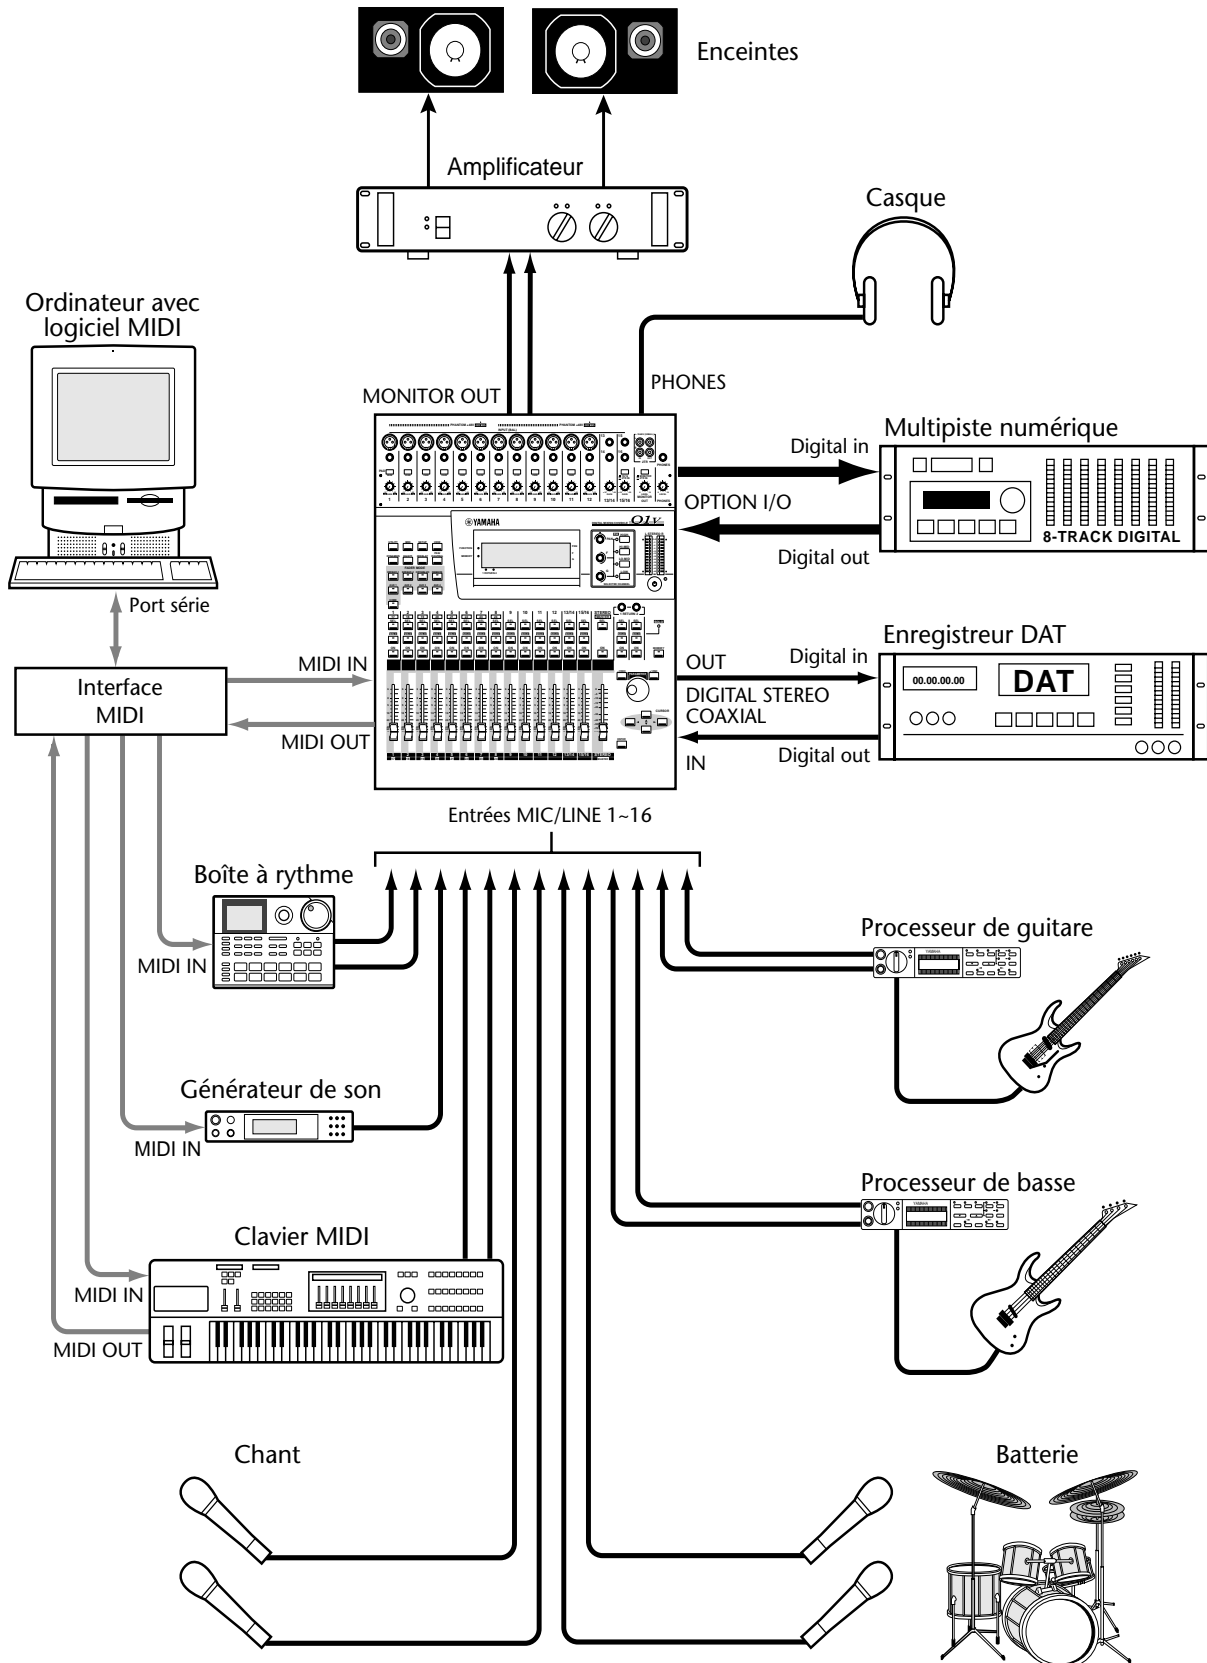 Enceintes
Amplificateur
Casque
Ordinateur avec
logiciel MIDI
MONITOR OUT
PHONES
Multipiste numérique
Digital in
OPTION I/O
Digital out
8-TRACK DIGITAL
YAMAHA
Port série
Interface
MIDI
MIDI IN
MIDI OUT
Enregistreur DAT
OUT
Digital in
00.00.00.00
DAT
DIGITAL STEREO
COAXIAL
IN
Digital out
Entrées MIC/LINE 1~16
Boîte à rythme
MIDI IN
Processeur de guitare
Générateur de son
MIDI IN
Processeur de basse
Clavier MIDI
MIDI IN
MIDI OUT
Chant
Batterie